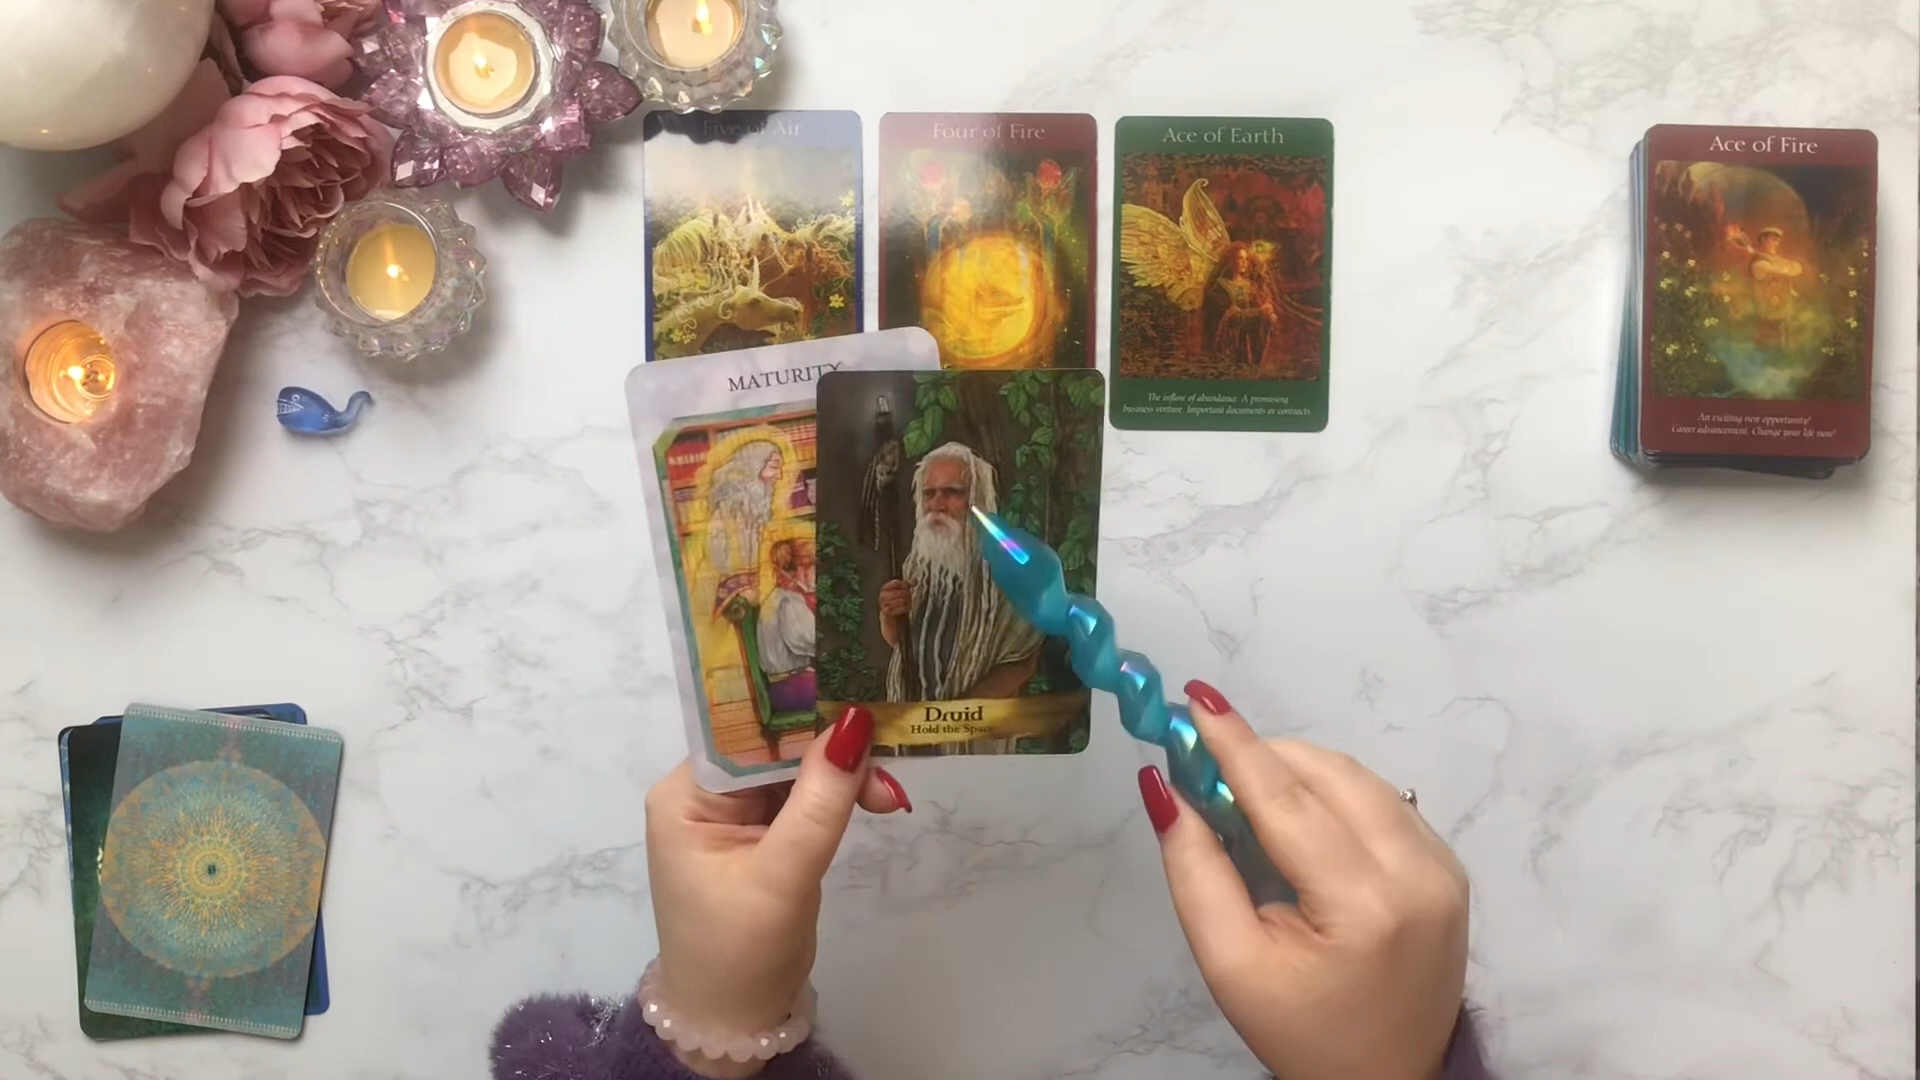 Five of Air
Four of Fire
Ace of Earth
Ace of Fire
The inflow of abundance. A promising
business venture. Important documents or contracts.
An exciting new opportunity!
Career advancement. Change your life now!
MATURITY
Druid
Hold the Space